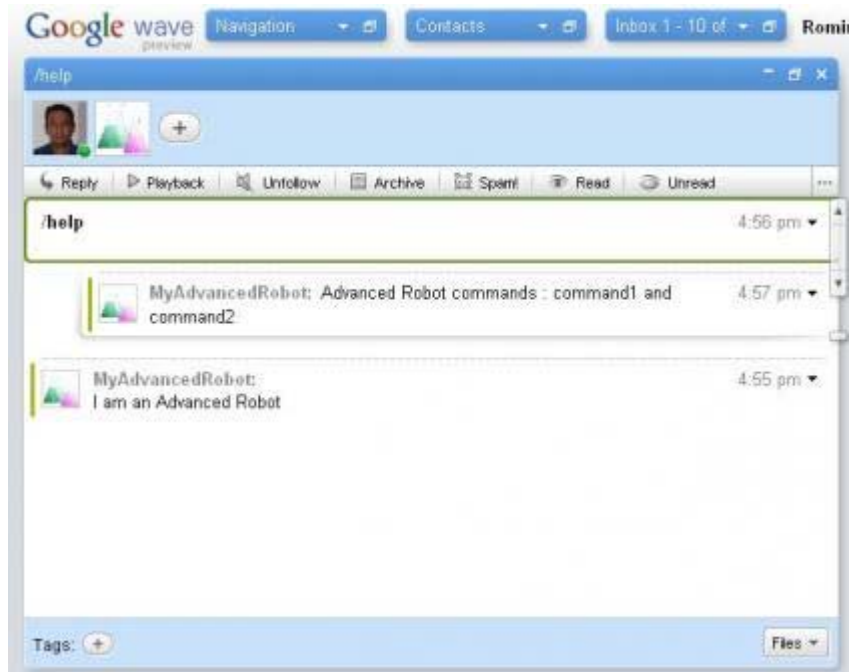 Google wave
preview
Navigation
Contacts
Inbox 1 - 10 of
Romi
/help
Reply
Playback
Unfollow
Archive
Spam!
Read
Unread
/help
4:56 pm
MyAdvancedRobot: Advanced Robot commands : command1 and
command2
4:57 pm
MyAdvancedRobot:
I am an Advanced Robot
4:55 pm
Tags:
Files